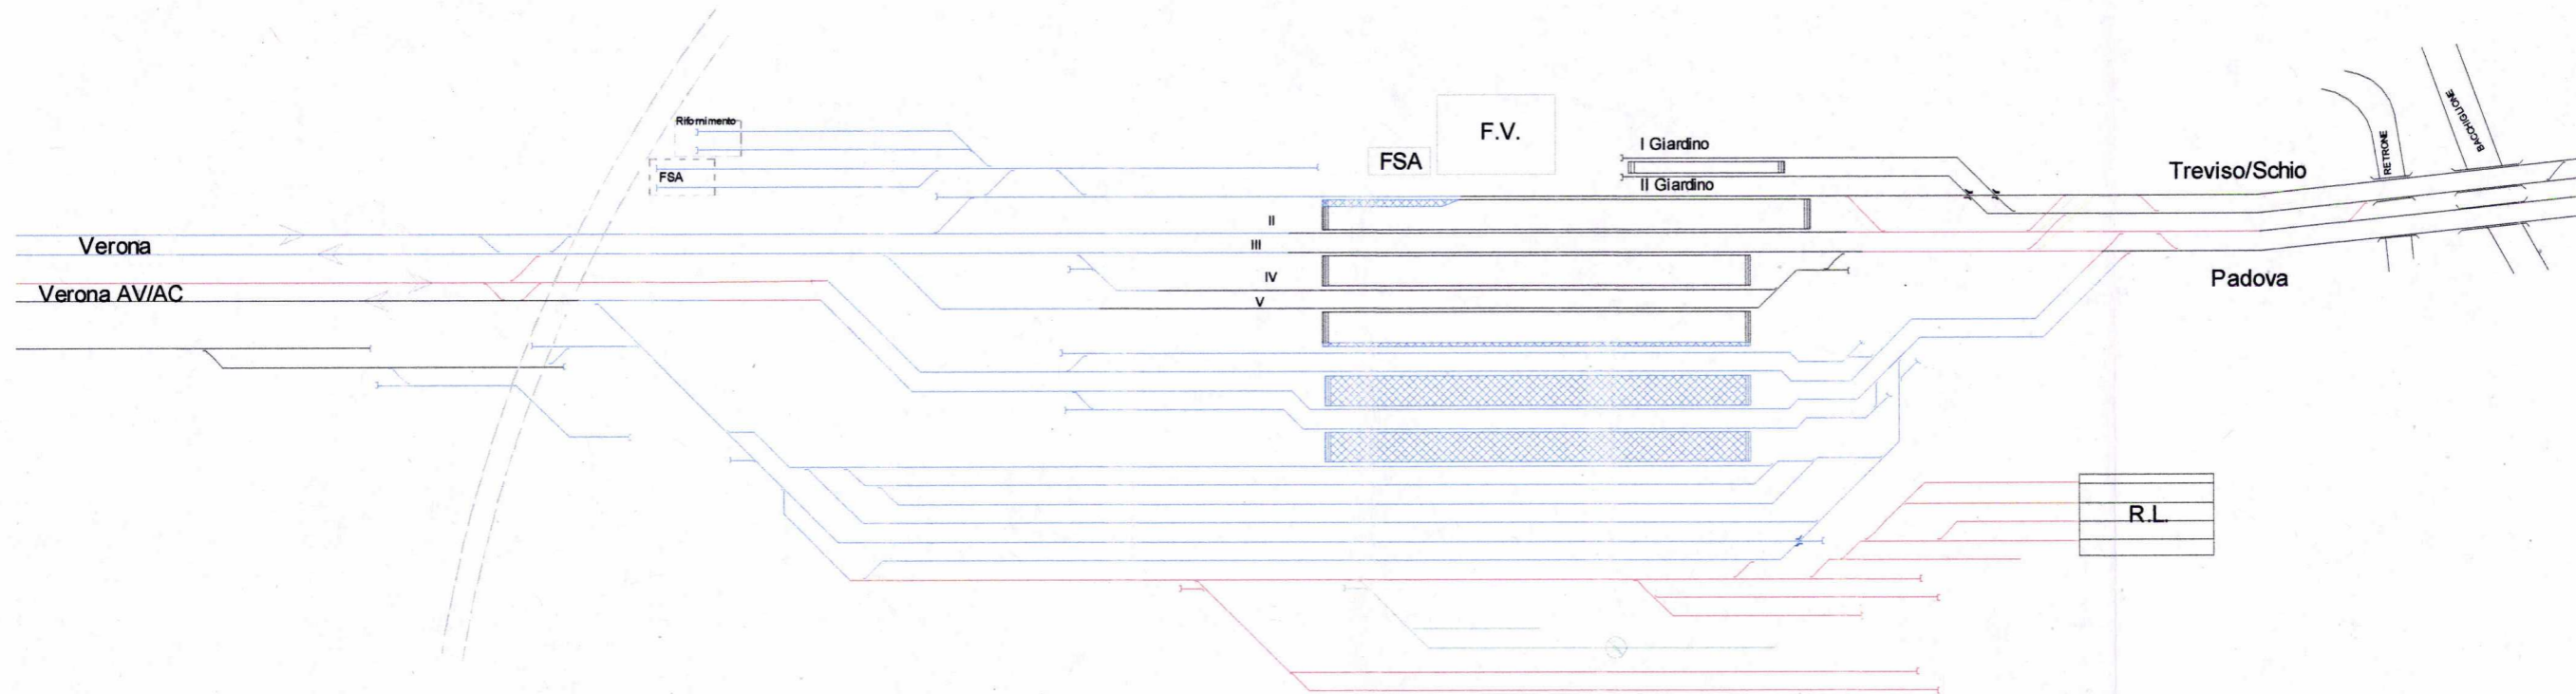 Rifornimento
FSA
FSA
F.V.
I Giardino
II Giardino
Treviso/Schio
RETRONE
BACCHIGLIONE
II
III
IV
V
Verona
Verona AV/AC
Padova
R.L.